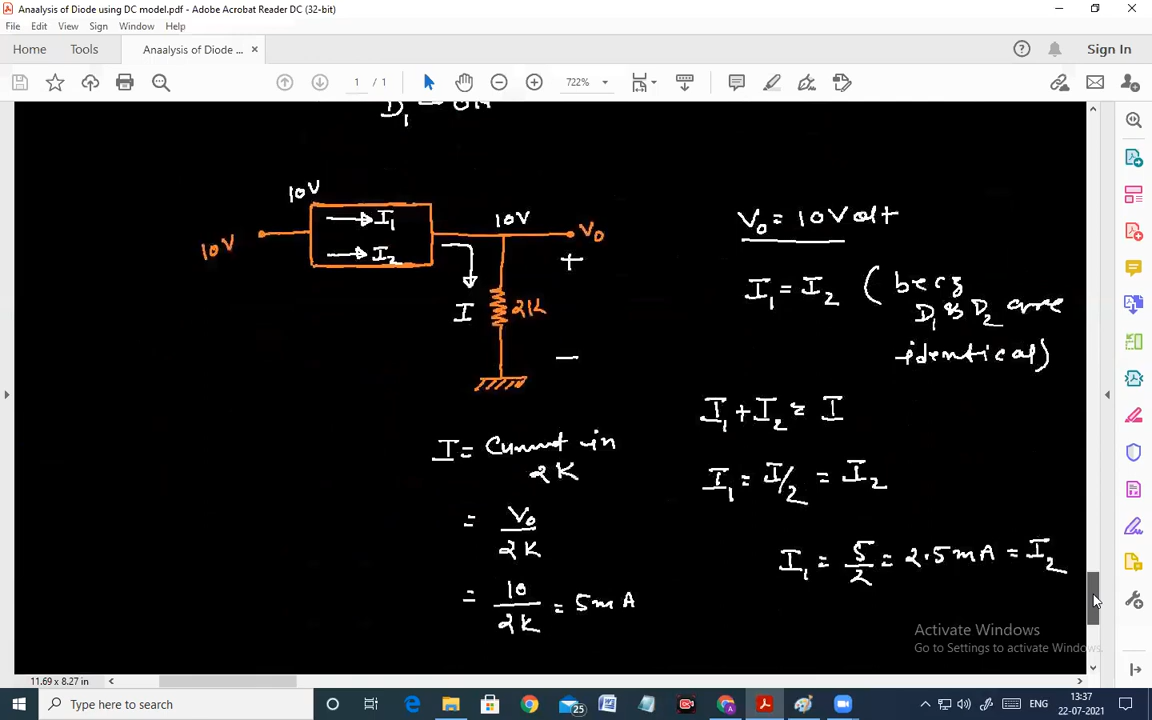 Anaalysis of Diode using DC model.pdf - Adobe Acrobat Reader DC (32-bit)
File Edit View Sign Window Help
Home Tools Anaalysis of Diode ... × Sign In
1 / 1 722%
10V
10V I₁ I₂ 10V V₀
+
I 2K
−
V₀ = 10Volt
I₁ = I₂ (becz
D₁ & D₂ are
identical)
I₁ + I₂ = I
I₁ = I/2 = I₂
I₁ = 5/2 = 2.5mA = I₂
I = Current in
2K
= V₀/2K
= 10/2K = 5mA
Activate Windows
Go to Settings to activate Windows.
11.69 x 8.27 in
Type here to search
25
ENG
13:37
22-07-2021